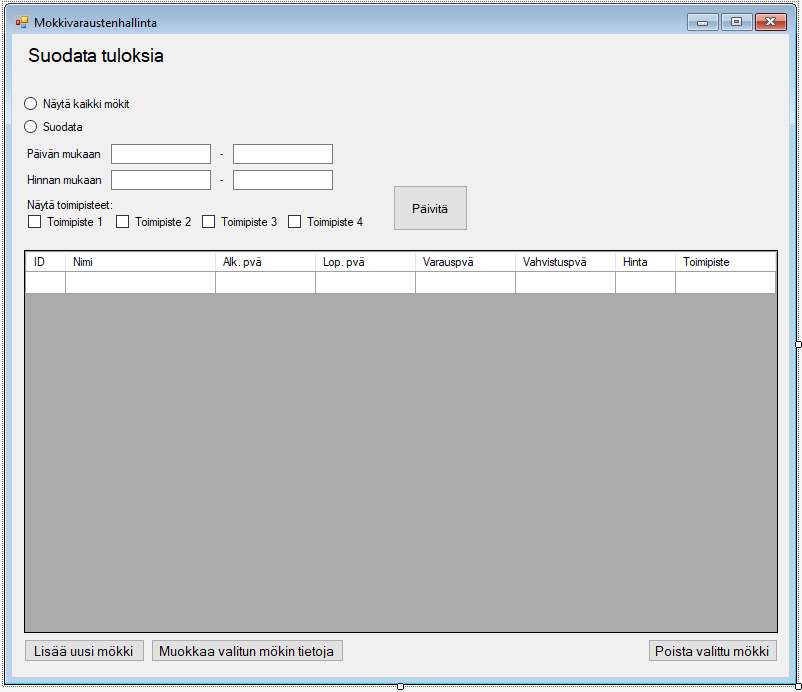 Mokkivaraustenhallinta
Suodata tuloksia
Näytä kaikki mökit
Suodata
Päivän mukaan -
Hinnan mukaan -
Näytä toimipisteet:
Toimipiste 1 Toimipiste 2 Toimipiste 3 Toimipiste 4
Päivitä
ID Nimi Alk. pvä Lop. pvä Varauspvä Vahvistuspvä Hinta Toimipiste
Lisää uusi mökki Muokkaa valitun mökin tietoja Poista valittu mökki